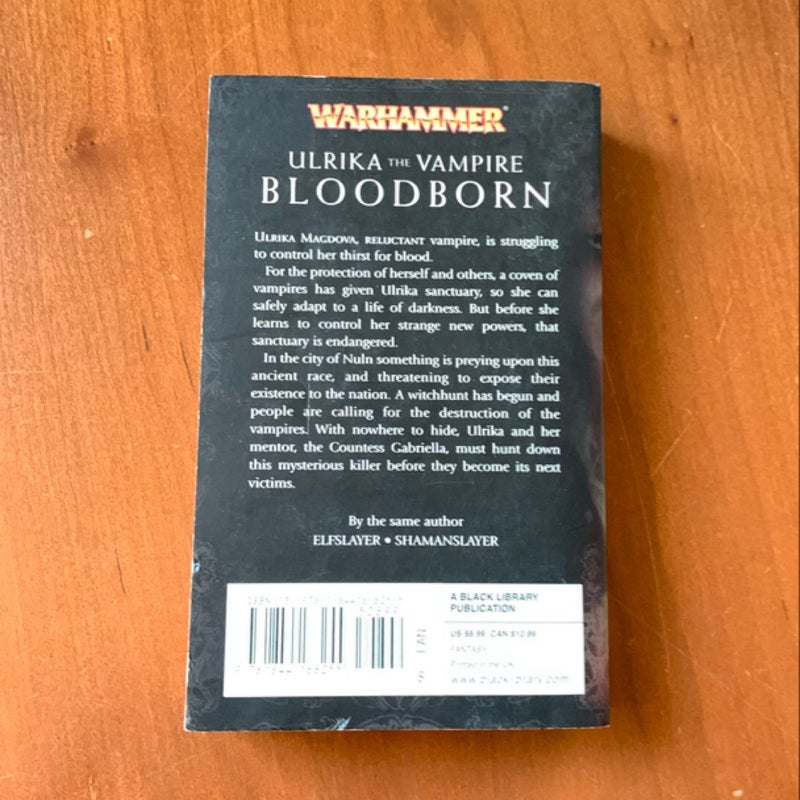 WARHAMMER®
ULRIKA THE VAMPIRE
BLOODBORN
ULRIKA MAGDOVA, RELUCTANT vampire, is struggling
to control her thirst for blood.
For the protection of herself and others, a coven of
vampires has given Ulrika sanctuary, so she can
safely adapt to a life of darkness. But before she
learns to control her strange new powers, that
sanctuary is endangered.
In the city of Nuln something is preying upon this
ancient race, and threatening to expose their
existence to the nation. A witchhunt has begun and
people are calling for the destruction of the
vampires. With nowhere to hide, Ulrika and her
mentor, the Countess Gabriella, must hunt down
this mysterious killer before they become its next
victims.
By the same author
ELFSLAYER • SHAMANSLAYER
A BLACK LIBRARY
PUBLICATION
US $8.99 CAN $10.99
FANTASY
Printed in the UK
EAN